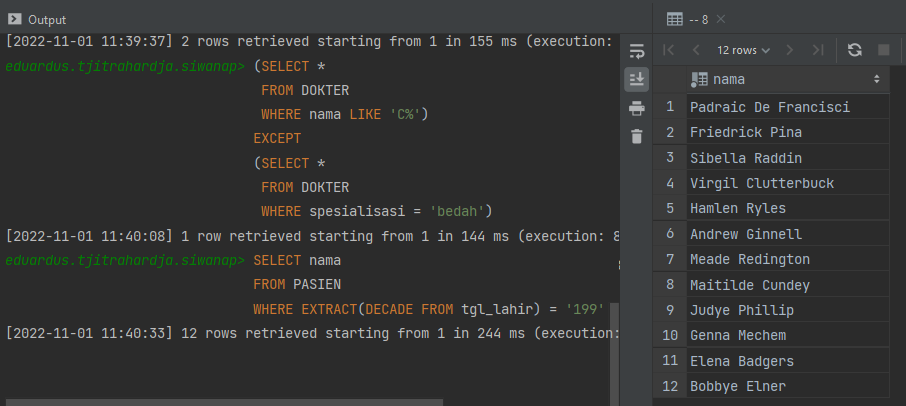 Output
[2022-11-01 11:39:37] 2 rows retrieved starting from 1 in 155 ms (execution:
eduardus.tjitrahardja.siwanap> (SELECT *
FROM DOKTER
WHERE nama LIKE 'C%')
EXCEPT
(SELECT *
FROM DOKTER
WHERE spesialisasi = 'bedah')
[2022-11-01 11:40:08] 1 row retrieved starting from 1 in 144 ms (execution: 8
eduardus.tjitrahardja.siwanap> SELECT nama
FROM PASIEN
WHERE EXTRACT(DECADE FROM tgl_lahir) = '199'
[2022-11-01 11:40:33] 12 rows retrieved starting from 1 in 244 ms (execution:
-- 8
12 rows
nama
1 Padraic De Francisci
2 Friedrick Pina
3 Sibella Raddin
4 Virgil Clutterbuck
5 Hamlen Ryles
6 Andrew Ginnell
7 Meade Redington
8 Maitilde Cundey
9 Judye Phillip
10 Genna Mechem
11 Elena Badgers
12 Bobbye Elner